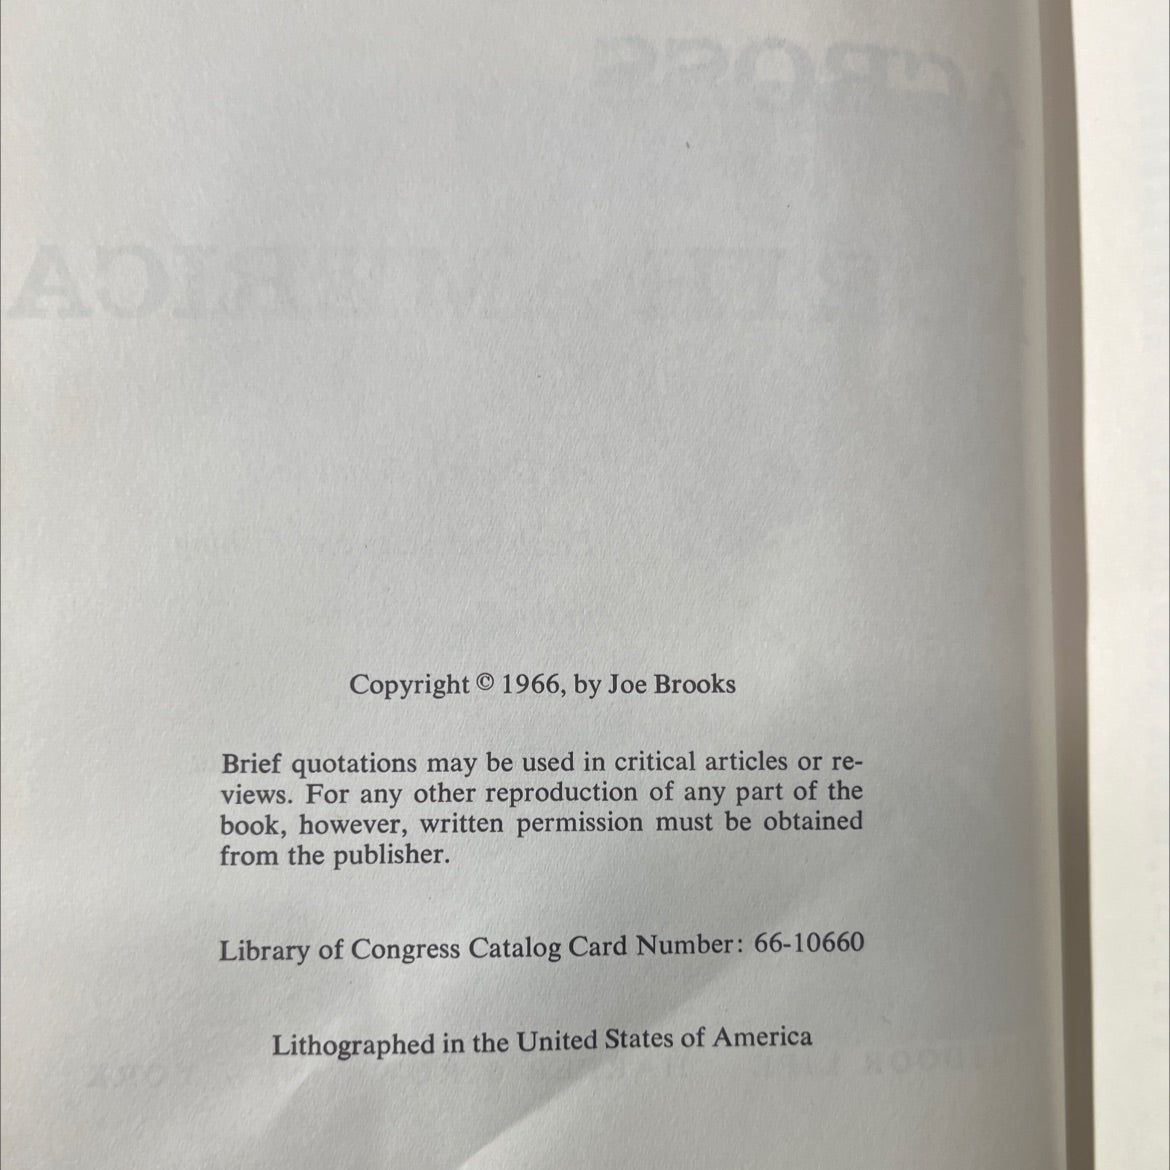 Copyright © 1966, by Joe Brooks
Brief quotations may be used in critical articles or re-
views. For any other reproduction of any part of the
book, however, written permission must be obtained
from the publisher.
Library of Congress Catalog Card Number: 66-10660
Lithographed in the United States of America